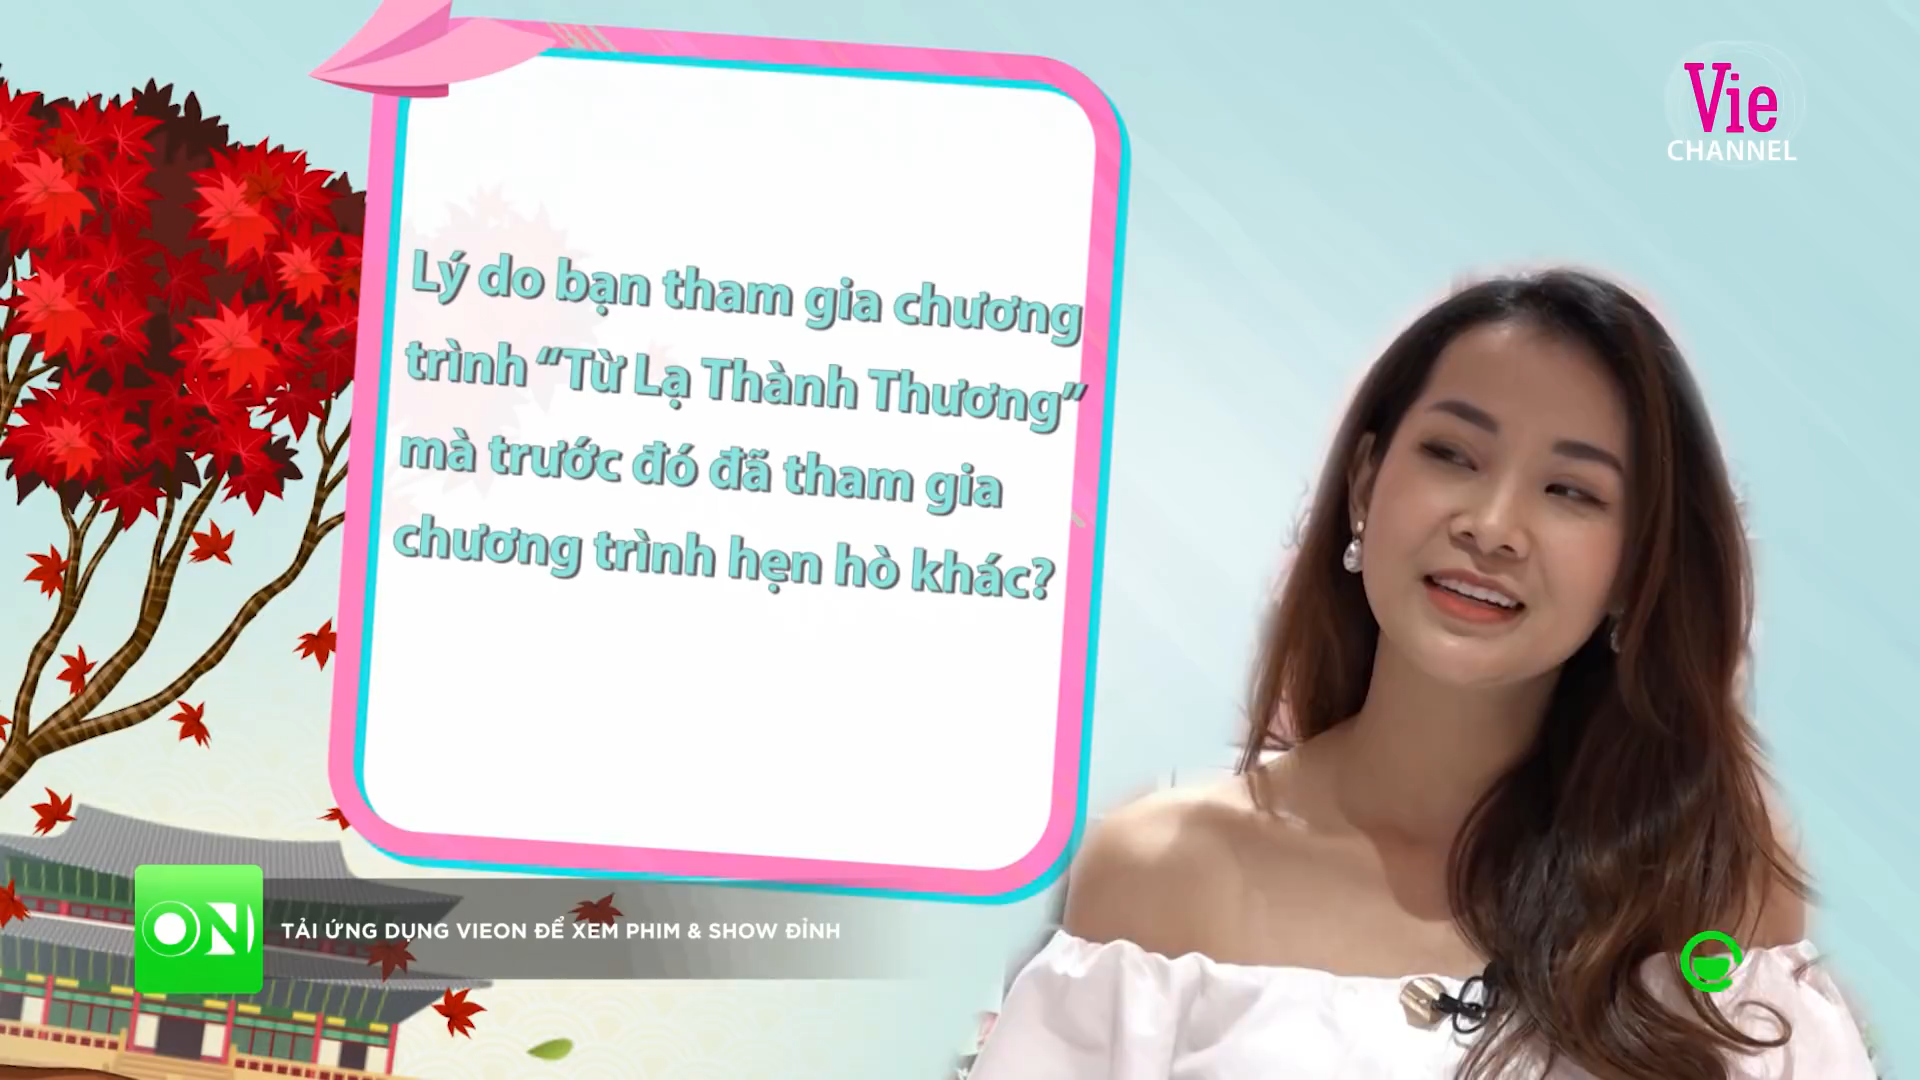 Vie
CHANNEL
Lý do bạn tham gia chương
trình “Từ Lạ Thành Thương”
mà trước đó đã tham gia
chương trình hẹn hò khác?
ON
TẢI ỨNG DỤNG VIEON ĐỂ XEM PHIM & SHOW ĐỈNH